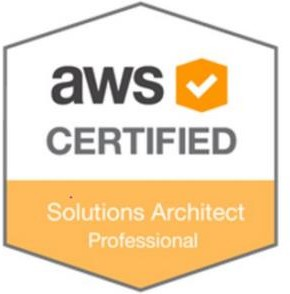 aws
CERTIFIED
Solutions Architect
Professional